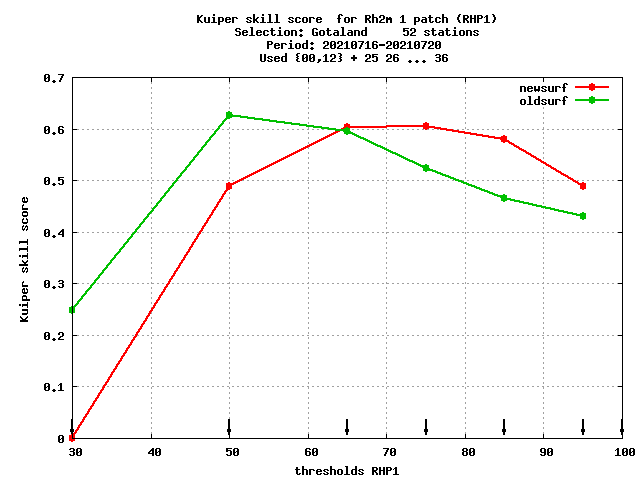 Kuiper skill score  for Rh2m 1 patch (RHP1)
Selection: Gotaland     52 stations
Period: 20210716-20210720
Used {00,12} + 25 26 ... 36
newsurf
oldsurf
0.7
0.6
0.5
0.4
0.3
0.2
0.1
0
Kuiper skill score
30 40 50 60 70 80 90 100
thresholds RHP1